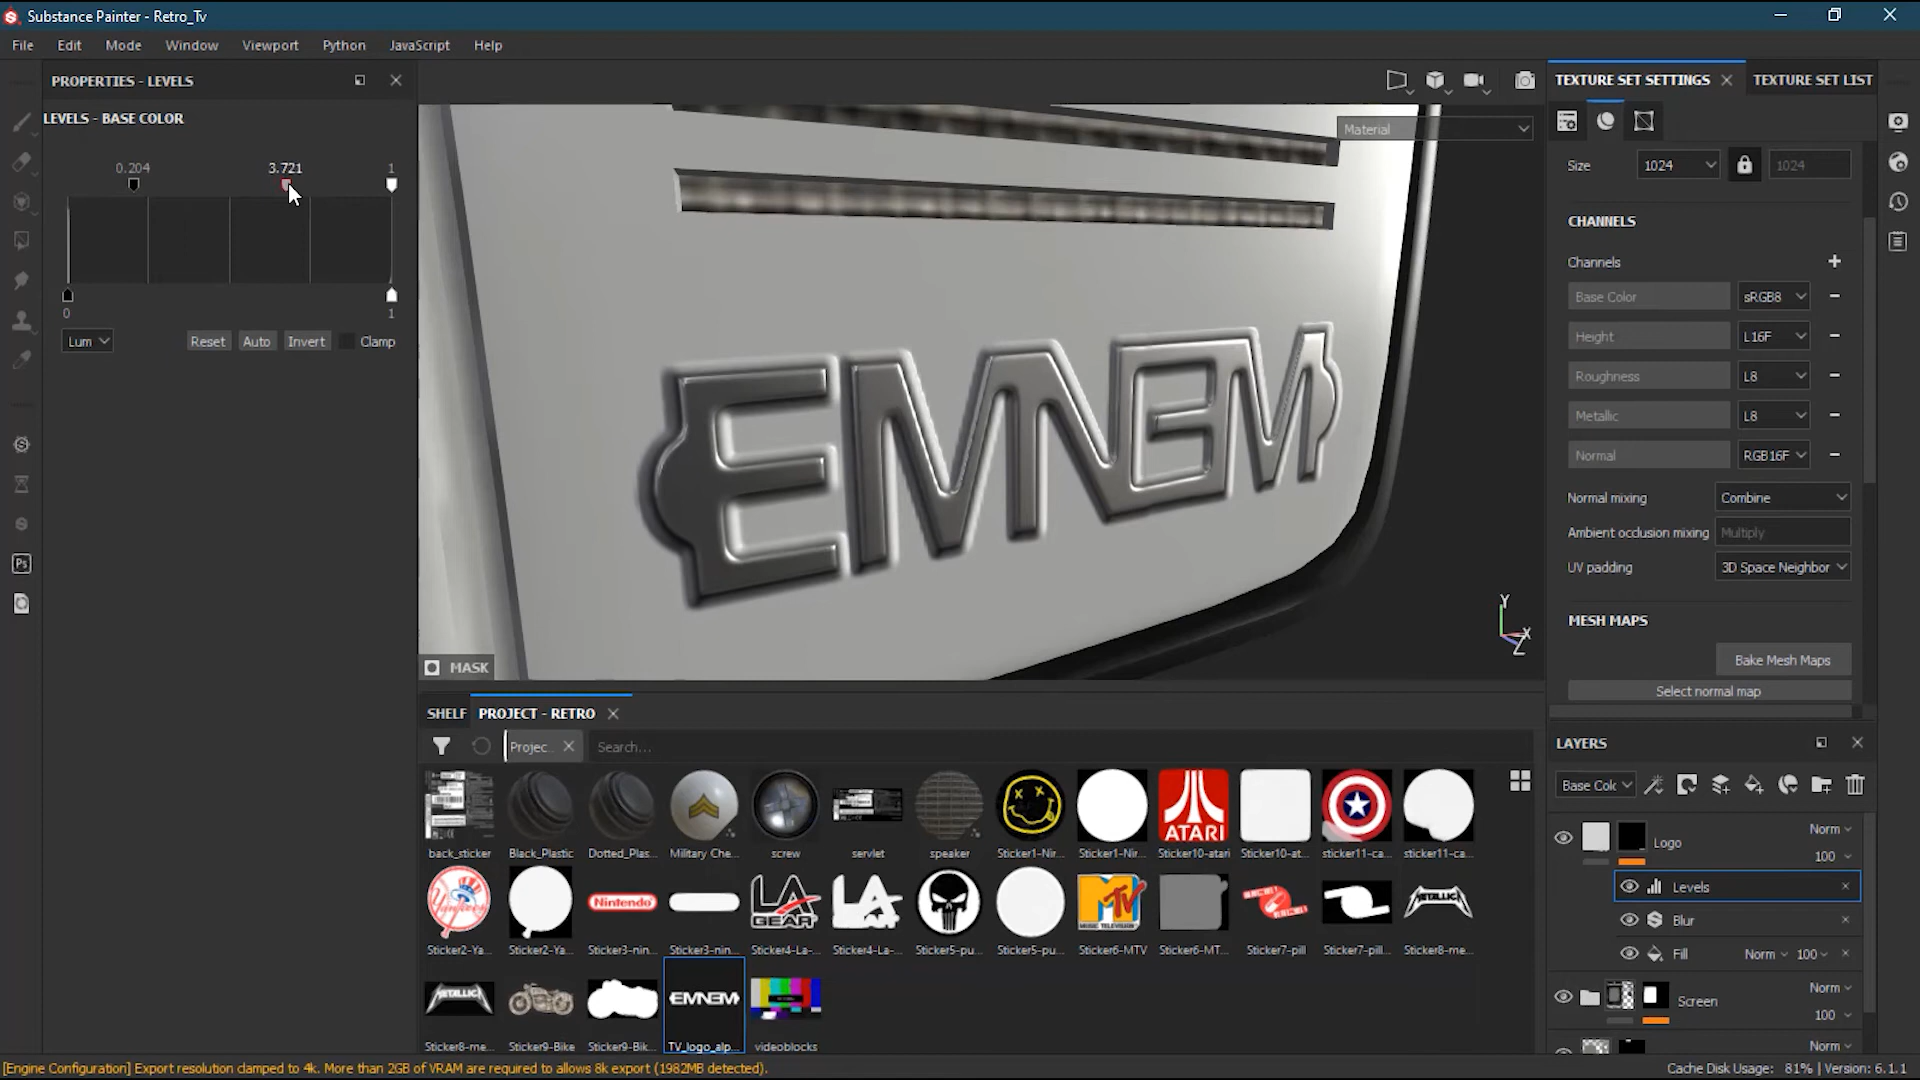 Substance Painter - Retro_Tv
File Edit Mode Window Viewport Python JavaScript Help
PROPERTIES - LEVELS
LEVELS - BASE COLOR
0.204 3.721 1
0 1
Lum Reset Auto Invert Clamp
Material
EMNEM
MASK
TEXTURE SET SETTINGS TEXTURE SET LIST
Size 1024 1024
CHANNELS
Channels
Base Color sRGB8
Height L16F
Roughness L8
Metallic L8
Normal RGB16F
Normal mixing Combine
Ambient occlusion mixing Multiply
UV padding 3D Space Neighbor
MESH MAPS
Bake Mesh Maps
Select normal map
Y
X
Z
SHELF PROJECT - RETRO
Projec... Search...
ATARI
back_sticker Black_Plastic Dotted_Plas... Military Che... screw servlet speaker Sticker1-Nir... Sticker1-Nir... Sticker10-atari Sticker10-at... sticker11-ca... sticker11-ca...
Yankees Nintendo LA GEAR LA GEAR MTV MUSIC TELEVISION METALLICA
Sticker2-Ya... Sticker2-Ya... Sticker3-nin... Sticker3-nin... Sticker4-La-... Sticker4-La-... Sticker5-pu... Sticker5-pu... Sticker6-MTV Sticker6-MT... Sticker7-pill Sticker7-pill... Sticker8-me...
METALLICA EMNEM
Sticker8-me... Sticker9-Bike Sticker9-Bik... TV_logo_alp... videoblocks
LAYERS
Base Colo
Logo Norm 100
Levels
Blur
Fill Norm 100
Screen Norm 100
Norm
Ps
[Engine Configuration] Export resolution clamped to 4k. More than 2GB of VRAM are required to allows 8k export (1982MB detected).
Cache Disk Usage: 81% | Version: 6.1.1